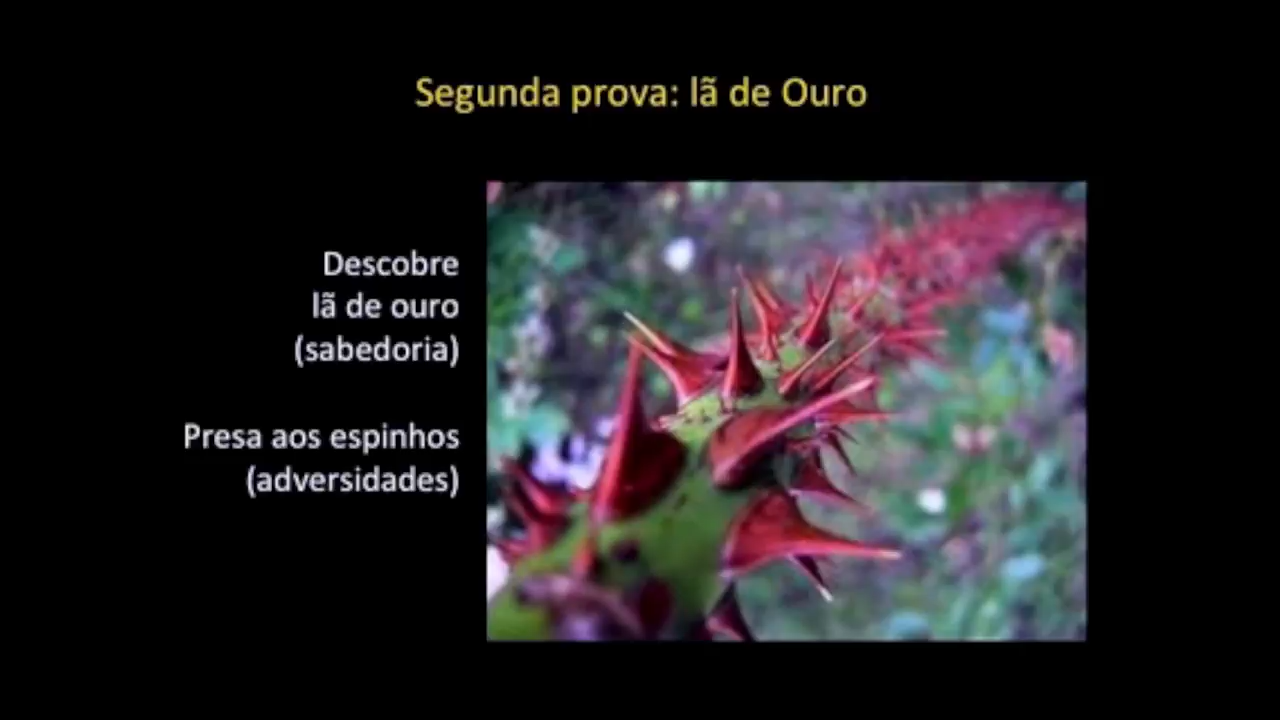 Segunda prova: lã de Ouro
Descobre
lã de ouro
(sabedoria)
Presa aos espinhos
(adversidades)